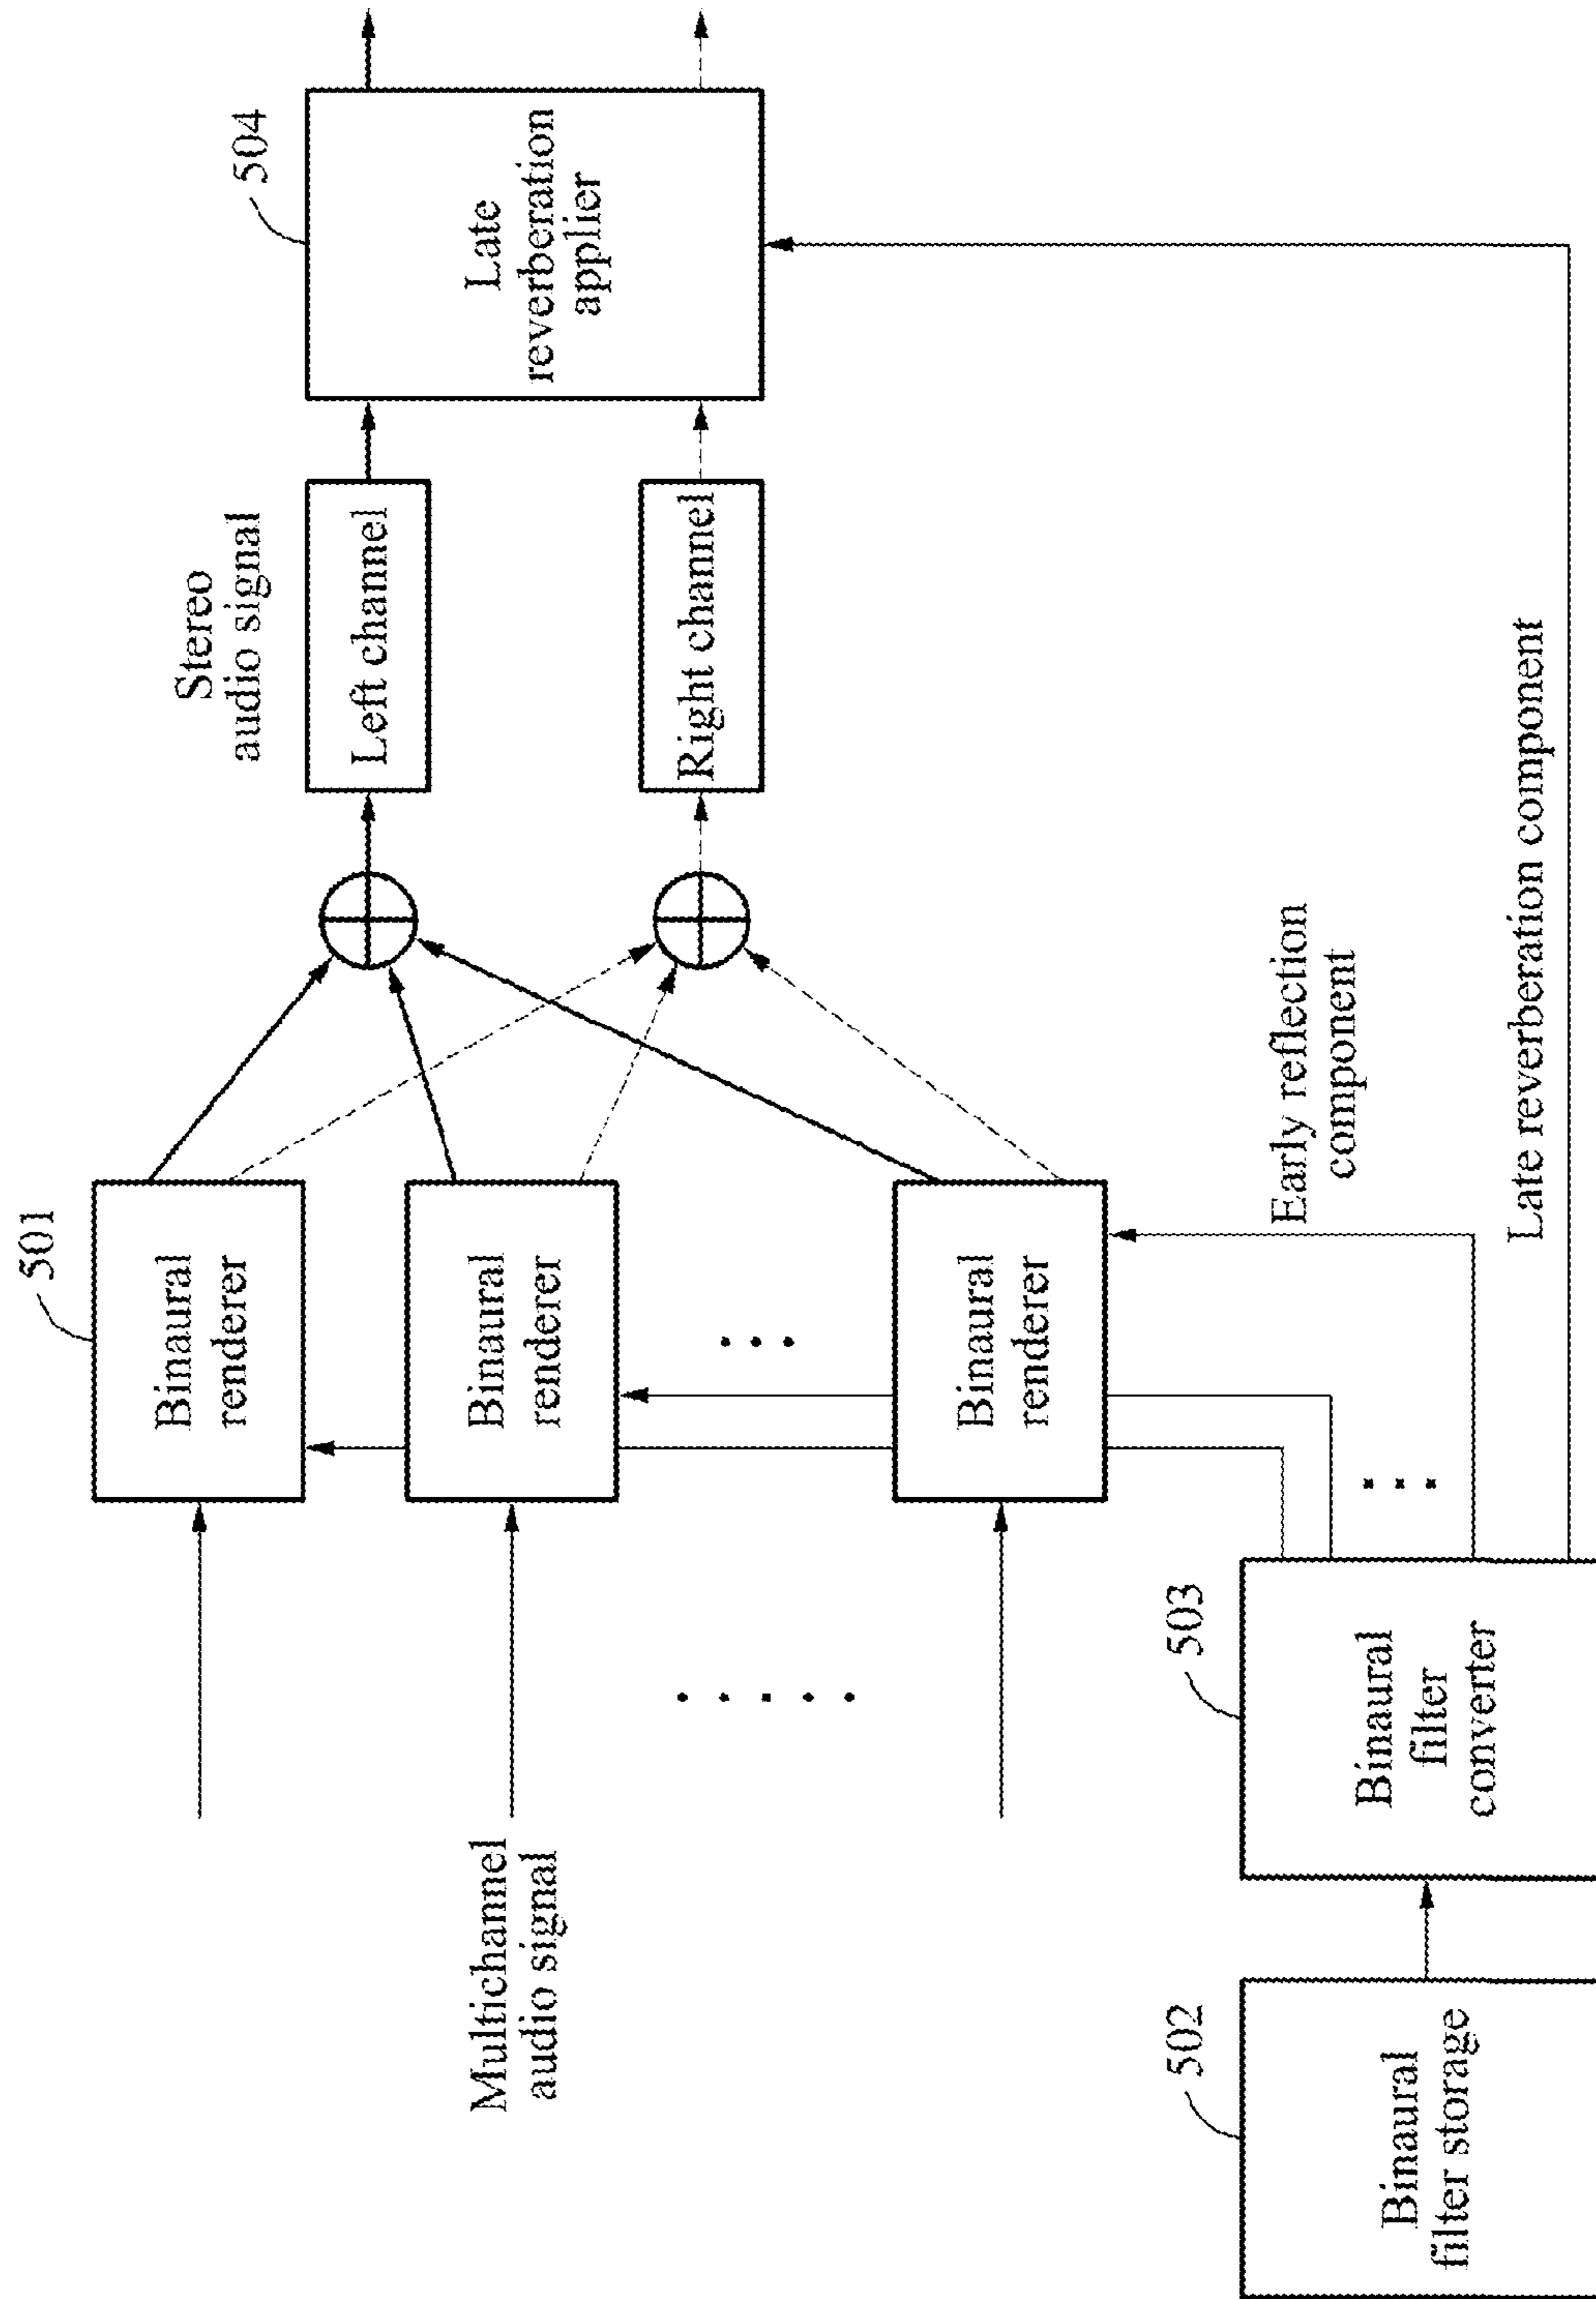 501
Binaural
renderer
Binaural
renderer
Binaural
renderer
Multichannel
audio signal
Stereo
audio signal
Left channel
Right channel
504
Late
reverberation
applier
Early reflection
component
Late reverberation component
502
Binaural
filter storage
503
Binaural
filter
converter